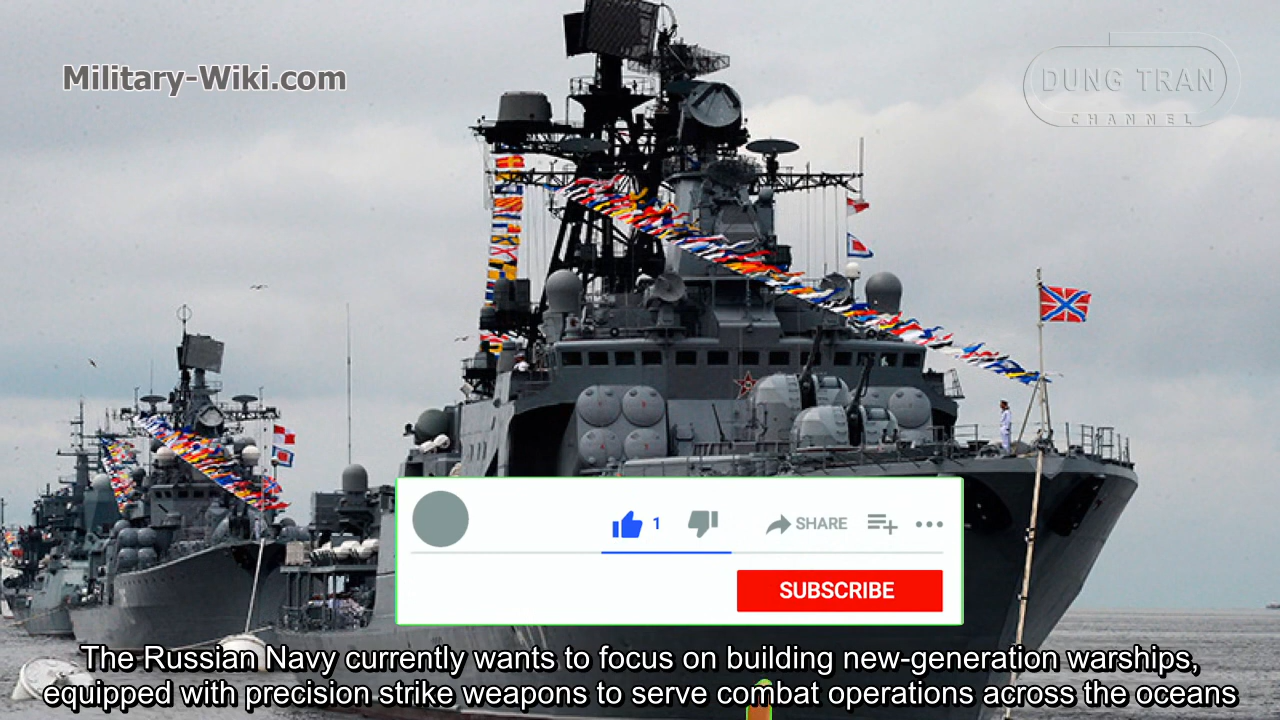 Military-Wiki.com
DUNG TRAN
CHANNEL
1
SHARE
SUBSCRIBE
The Russian Navy currently wants to focus on building new-generation warships,
equipped with precision strike weapons to serve combat operations across the oceans